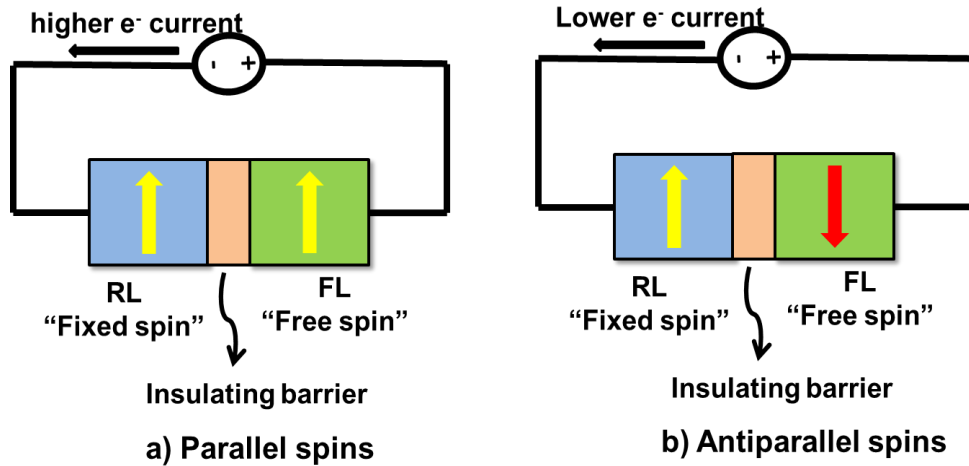 higher e- current
- +
RL
“Fixed spin”
FL
“Free spin”
Insulating barrier
a) Parallel spins
Lower e- current
- +
RL
“Fixed spin”
FL
“Free spin”
Insulating barrier
b) Antiparallel spins